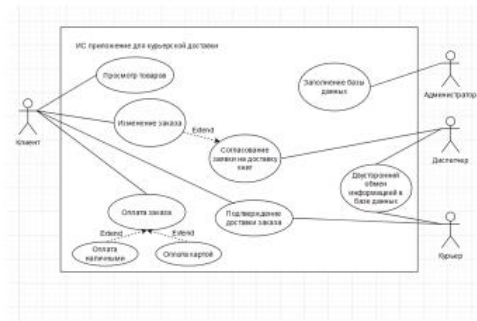 ИС приложение для курьерской доставки
Просмотр товаров
Заполнение базы
данных
Администратор
Клиент
Изменение заказа
Extend
Согласование
заявки на доставку
книг
Диспетчер
Двусторонний
обмен
информацией в
базе данных
Оплата заказа
Подтверждение
доставки заказа
Extend
Extend
Оплата
наличными
Оплата картой
Курьер